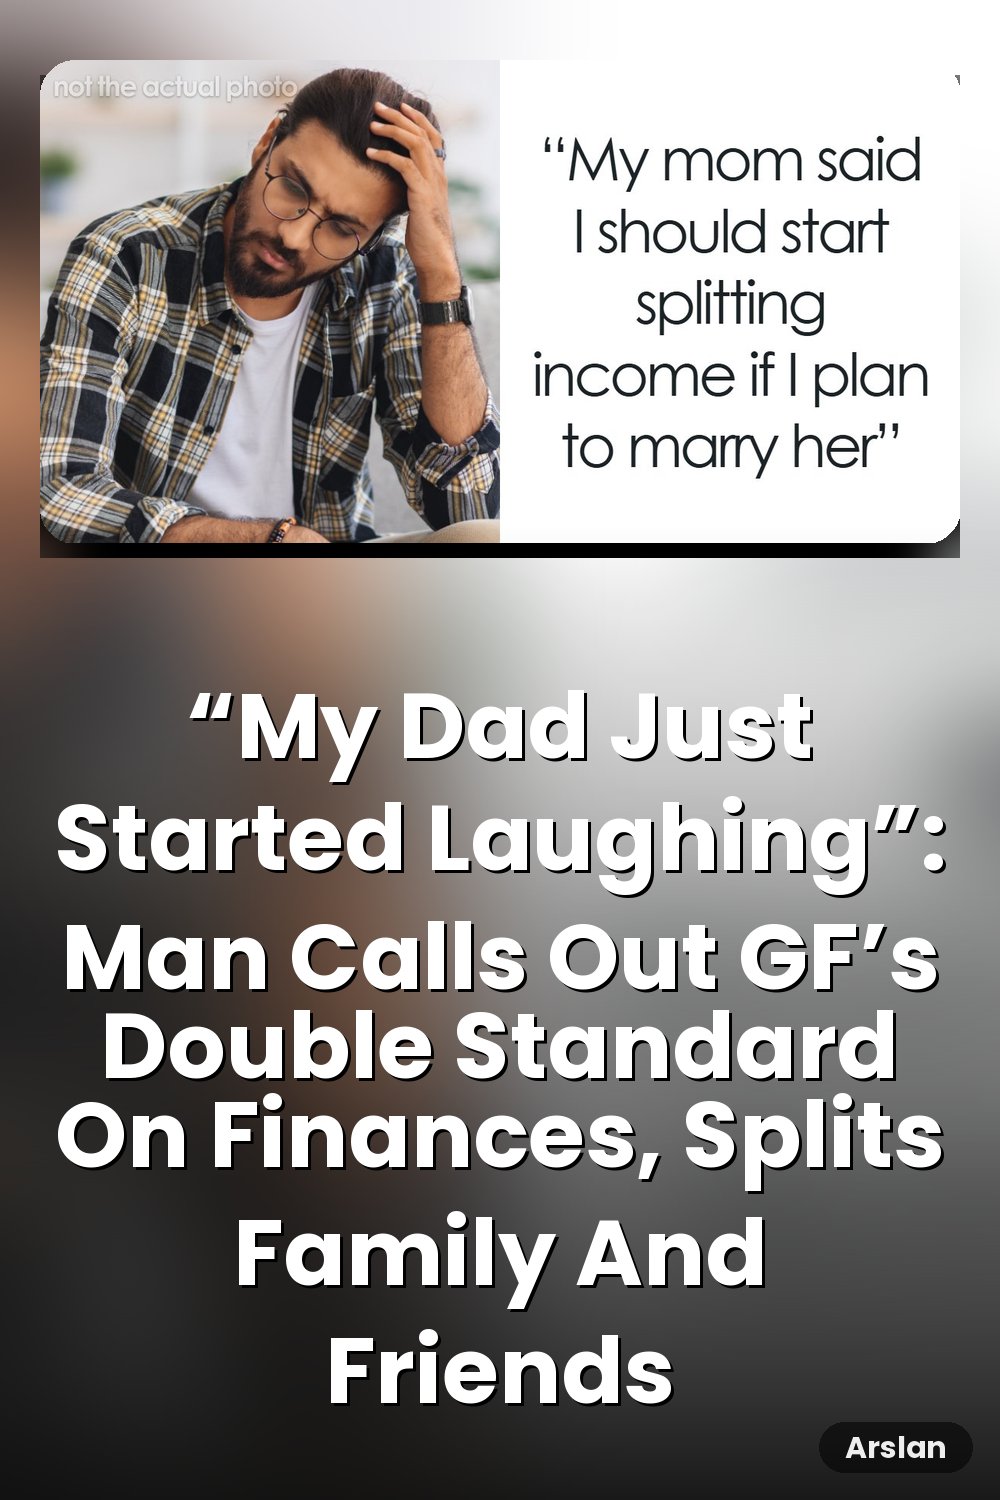 not the actual photo
“My mom said
I should start
splitting
income if I plan
to marry her”
“My Dad Just
Started Laughing”:
Man Calls Out GF’s
Double Standard
On Finances, Splits
Family And
Friends
Arslan